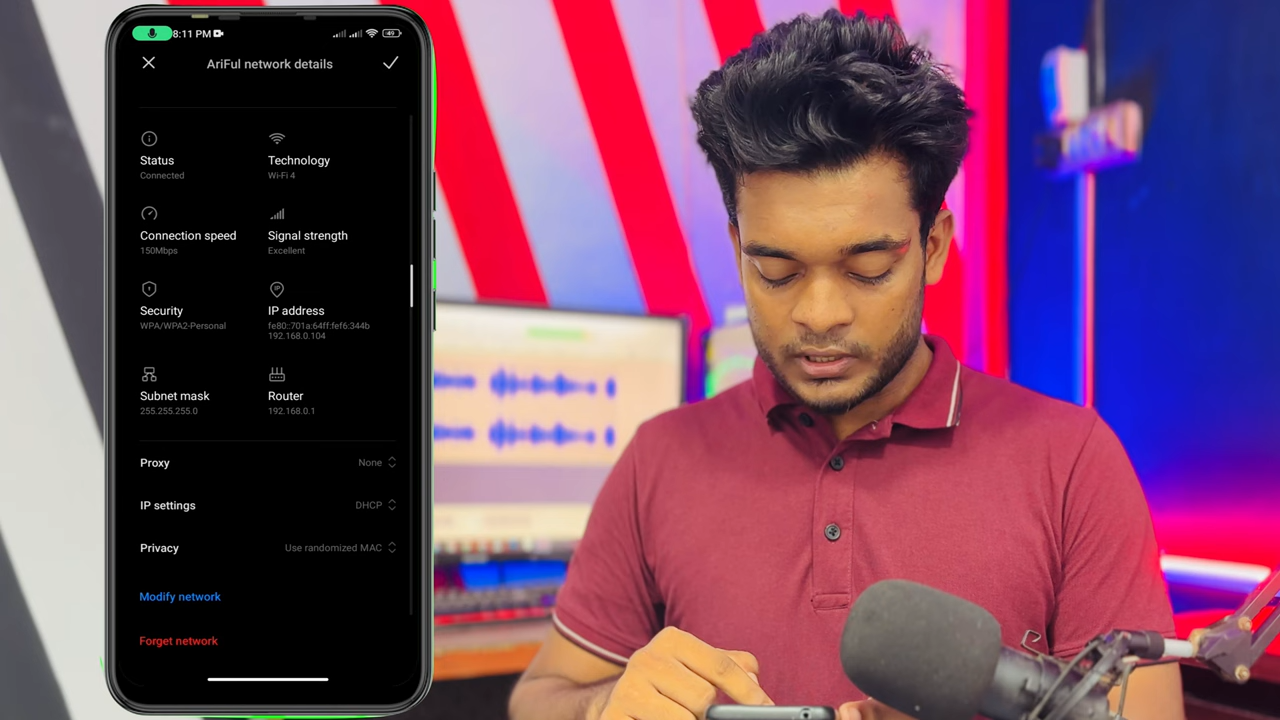 8:11 PM
49
AriFul network details
Status
Connected
Technology
Wi-Fi 4
Connection speed
150Mbps
Signal strength
Excellent
Security
WPA/WPA2-Personal
IP address
fe80::701a:64ff:fef6:344b
192.168.0.104
Subnet mask
255.255.255.0
Router
192.168.0.1
Proxy
None
IP settings
DHCP
Privacy
Use randomized MAC
Modify network
Forget network